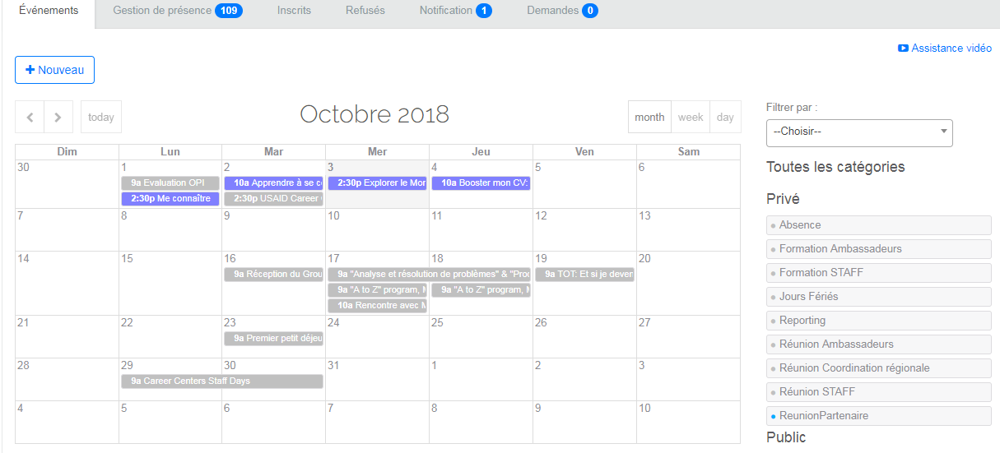 Événements Gestion de présence 109 Inscrits Refusés Notification 1 Demandes 0
Assistance vidéo
Nouveau
today
Octobre 2018
month week day
Dim Lun Mar Mer Jeu Ven Sam
30 1 2 3 4 5 6
9a Evaluation OPI 10a Apprendre à se 2:30p Explorer le 10a Booster mon CV:
2:30p Me connaître 2:30p USAID Career
7 8 9 10 11 12 13
14 15 16 17 18 19 20
9a Réception du 9a "Analyse et résolution de problèmes" & 9a TOT: Et si je
9a "A to Z" program, 9a "A to Z" program,
10a Rencontre avec
21 22 23 24 25 26 27
9a Premier petit
28 29 30 31 1 2 3
9a Career Centers Staff Days
4 5 6 7 8 9 10
Filtrer par :
--Choisir--
Toutes les catégories
Privé
Absence
Formation Ambassadeurs
Formation STAFF
Jours Fériés
Reporting
Réunion Ambassadeurs
Réunion Coordination régionale
Réunion STAFF
ReunionPartenaire
Public